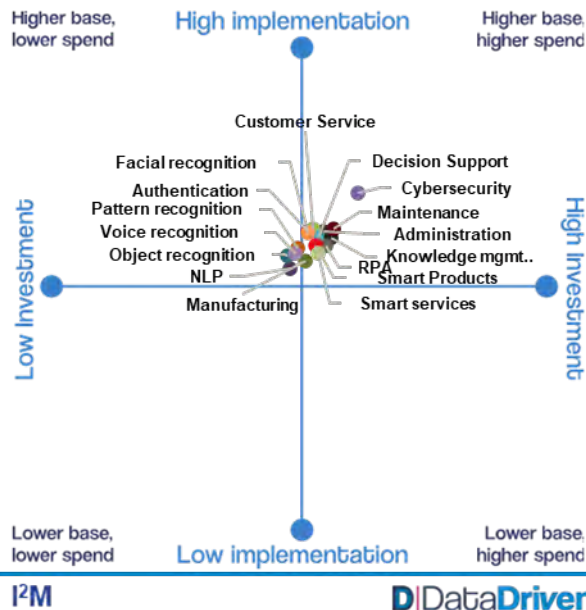 Higher base,
lower spend
High implementation
Higher base,
higher spend
Customer Service
Facial recognition
Decision Support
Authentication
Cybersecurity
Pattern recognition
Maintenance
Voice recognition
Administration
Object recognition
Knowledge mgmt..
NLP
RPA
Smart Products
Manufacturing
Smart services
Low Investment
High Investment
Lower base,
lower spend
Low implementation
Lower base,
higher spend
I²M
D|DataDriven